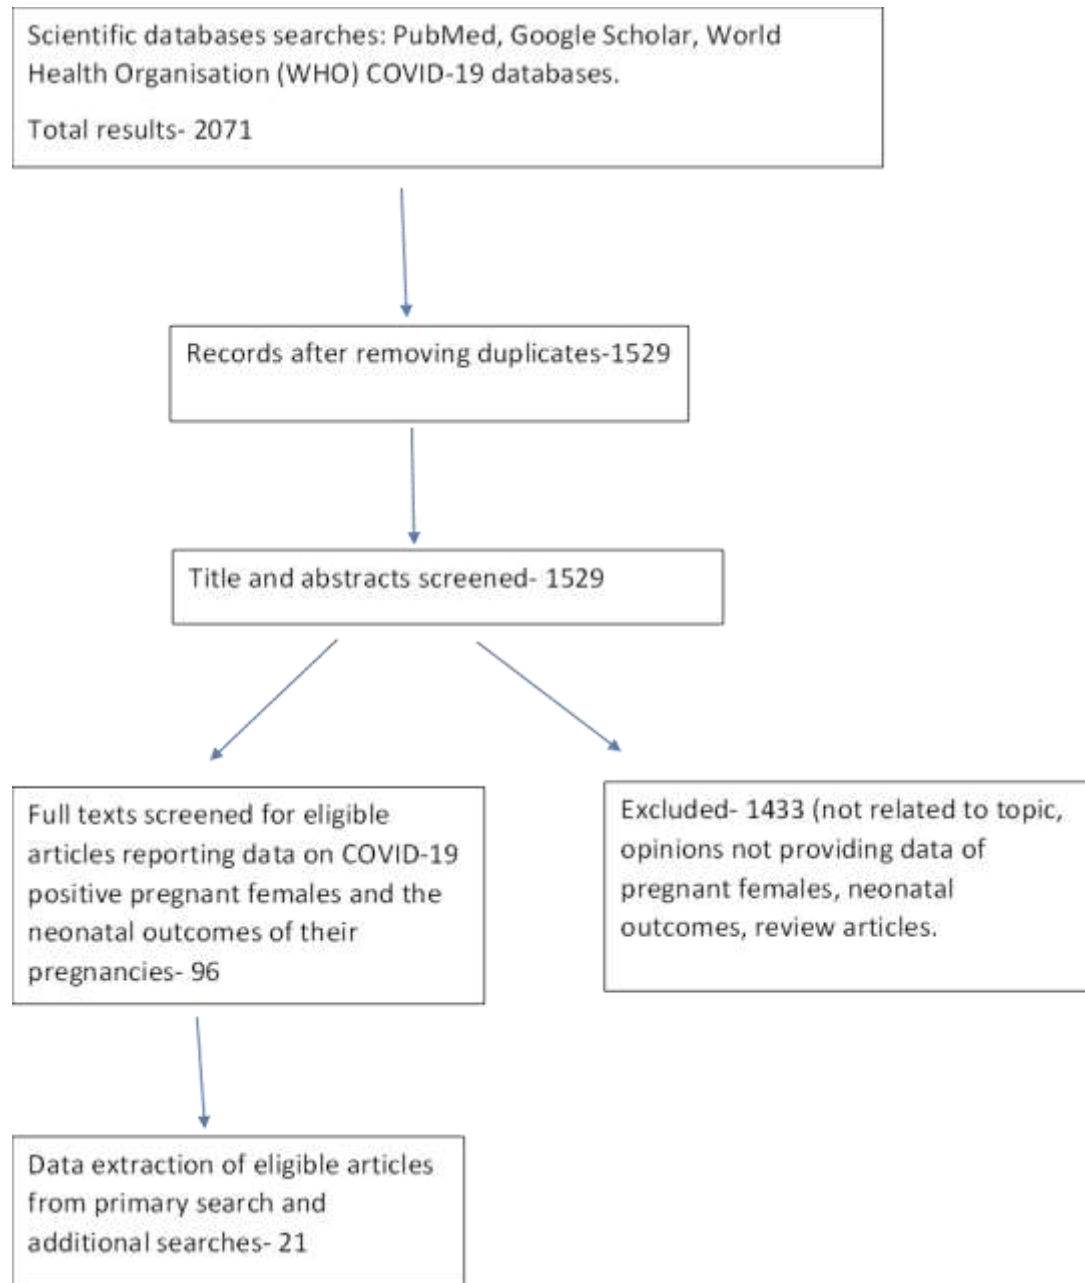 Scientific databases searches: PubMed, Google Scholar, World
Health Organisation (WHO) COVID-19 databases.
Total results- 2071
Records after removing duplicates-1529
Title and abstracts screened- 1529
Full texts screened for eligible
articles reporting data on COVID-19
positive pregnant females and the
neonatal outcomes of their
pregnancies- 96
Excluded- 1433 (not related to topic,
opinions not providing data of
pregnant females, neonatal
outcomes, review articles.
Data extraction of eligible articles
from primary search and
additional searches- 21